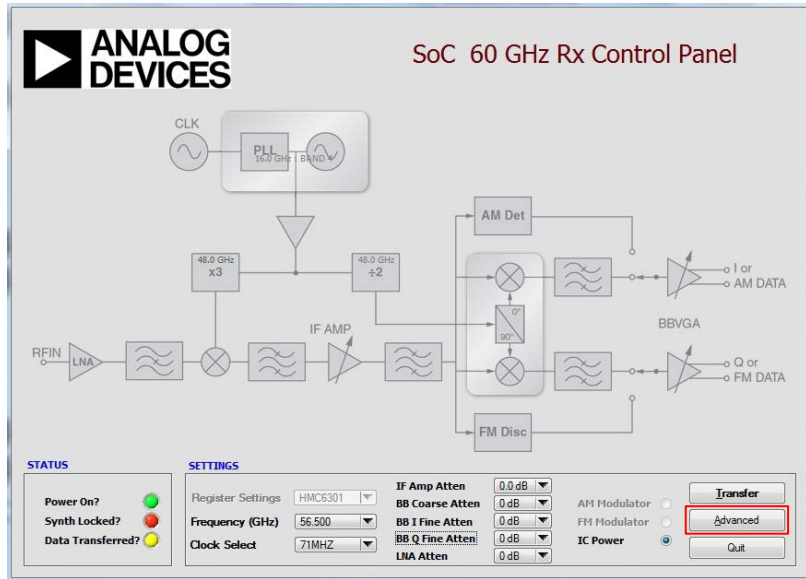 ANALOG
DEVICES
SoC 60 GHz Rx Control Panel
CLK
PLL
16.0 GHz : BAND 4
48.0 GHz
x3
48.0 GHz
÷2
AM Det
0°
90°
I or
AM DATA
BBVGA
IF AMP
RFIN
LNA
Q or
FM DATA
FM Disc
STATUS
Power On?
Synth Locked?
Data Transferred?
SETTINGS
Register Settings HMC6301
Frequency (GHz) 56.500
Clock Select 71MHZ
IF Amp Atten 0.0 dB
BB Coarse Atten 0 dB
BB I Fine Atten 0 dB
BB Q Fine Atten 0 dB
LNA Atten 0 dB
AM Modulator
FM Modulator
IC Power
Transfer
Advanced
Quit